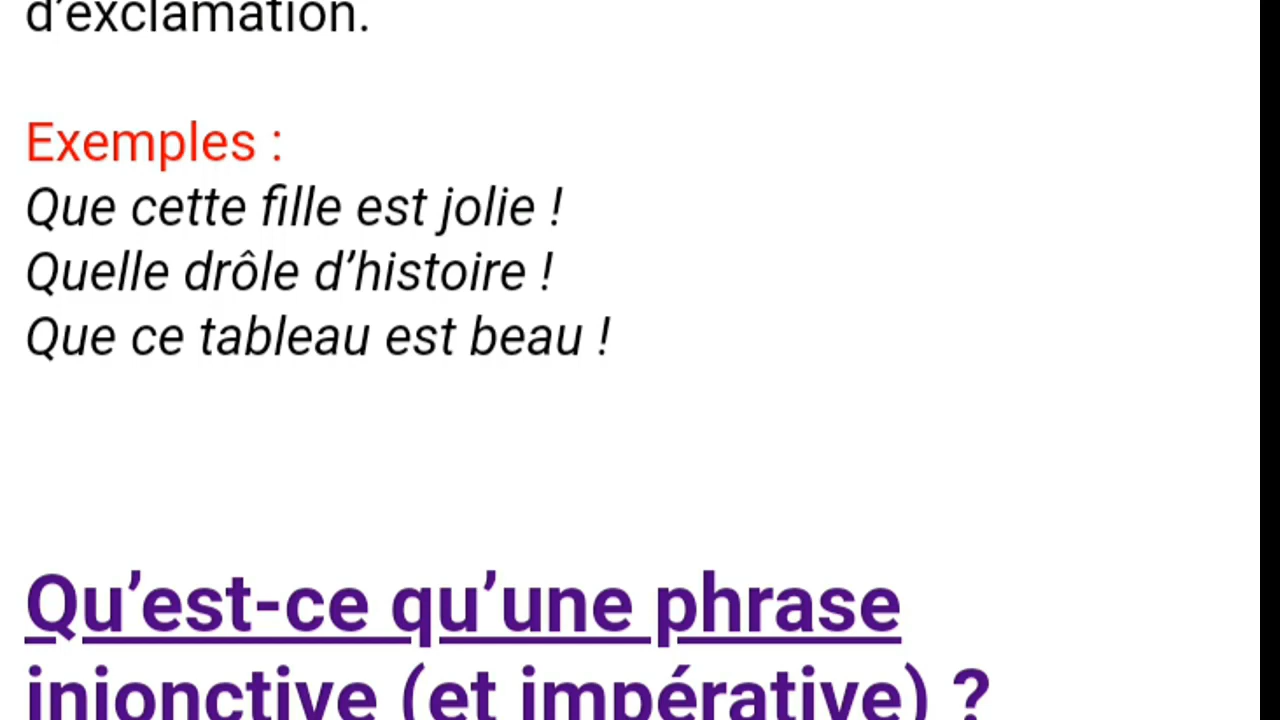 d’exclamation.
Exemples :
Que cette fille est jolie !
Quelle drôle d’histoire !
Que ce tableau est beau !
Qu’est-ce qu’une phrase
injonctive (et impérative) ?